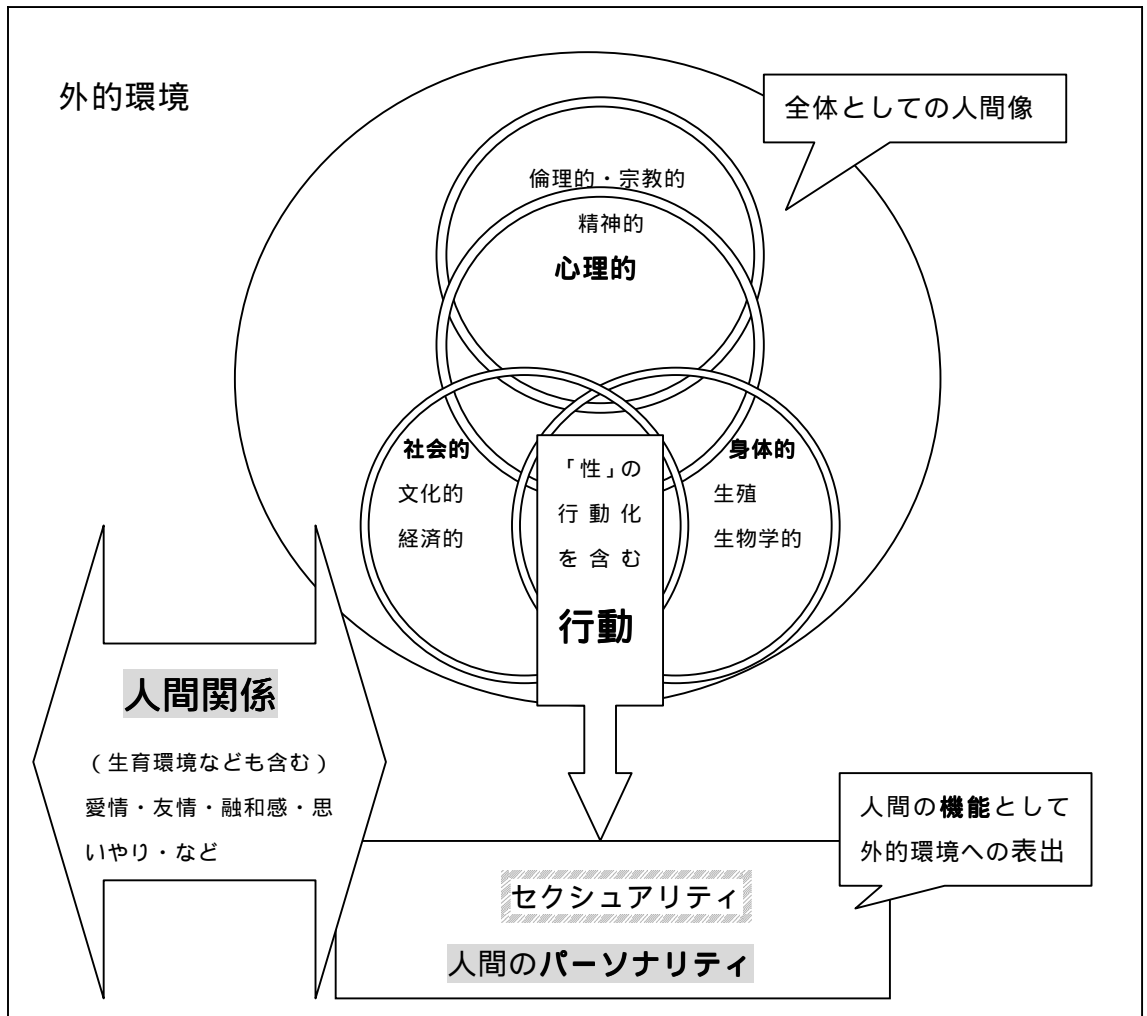 外的環境
全体としての人間像
倫理的・宗教的
精神的
心理的
社会的
文化的
経済的
身体的
生殖
生物学的
「性」の
行動化
を含む
行動
人間関係
(生育環境なども含む)
愛情・友情・融和感・思
いやり・など
人間の機能として
外的環境への表出
セクシュアリティ
人間のパーソナリティ